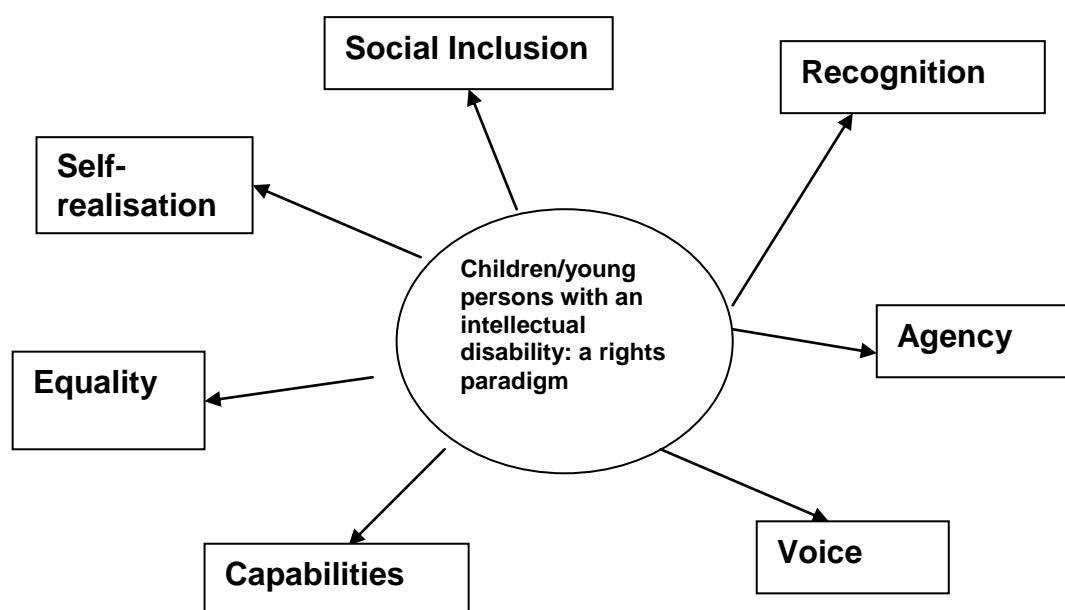 Social Inclusion
Recognition
Self-
realisation
Children/young
persons with an
intellectual
disability: a rights
paradigm
Agency
Equality
Voice
Capabilities